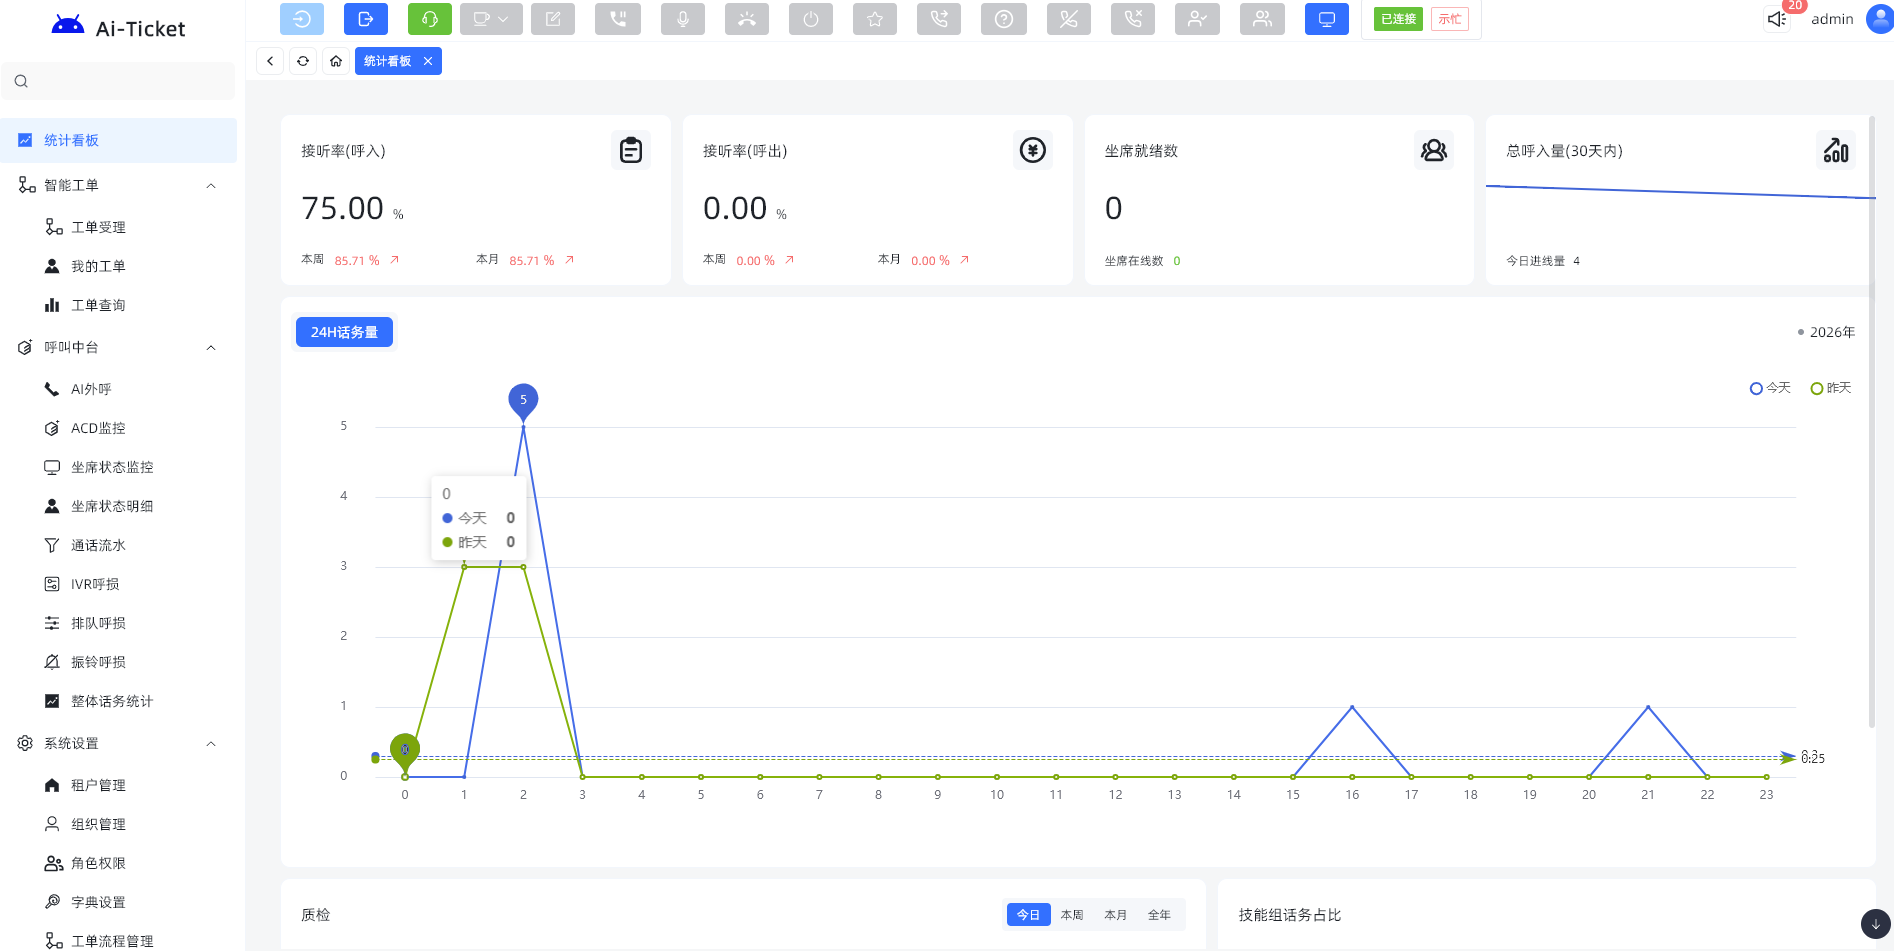 Ai-Ticket
已连接
示忙
20
admin
统计看板
统计看板
智能工单
工单受理
我的工单
工单查询
呼叫中台
AI外呼
ACD监控
坐席状态监控
坐席状态明细
通话流水
IVR呼损
排队呼损
振铃呼损
整体话务统计
系统设置
租户管理
组织管理
角色权限
字典设置
工单流程管理
接听率(呼入)
75.00 %
本周 85.71 %
本月 85.71 %
接听率(呼出)
0.00 %
本周 0.00 %
本月 0.00 %
坐席就绪数
0
坐席在线数 0
总呼入量(30天内)
今日进线量 4
24H话务量
2026年
今天
昨天
5
5
4
3
2
1
0
0
今天 0
昨天 0
0 1 2 3 4 5 6 7 8 9 10 11 12 13 14 15 16 17 18 19 20 21 22 23
质检
今日
本周
本月
全年
技能组话务占比